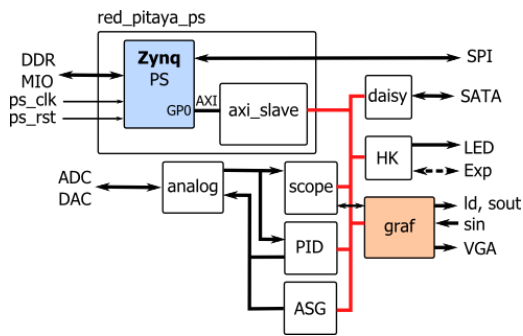 red_pitaya_ps
DDR
MIO
ps_clk
ps_rst
Zynq
PS
GP0
AXI
axi_slave
SPI
daisy
SATA
HK
LED
Exp
ADC
DAC
analog
scope
graf
ld, sout
sin
VGA
PID
ASG